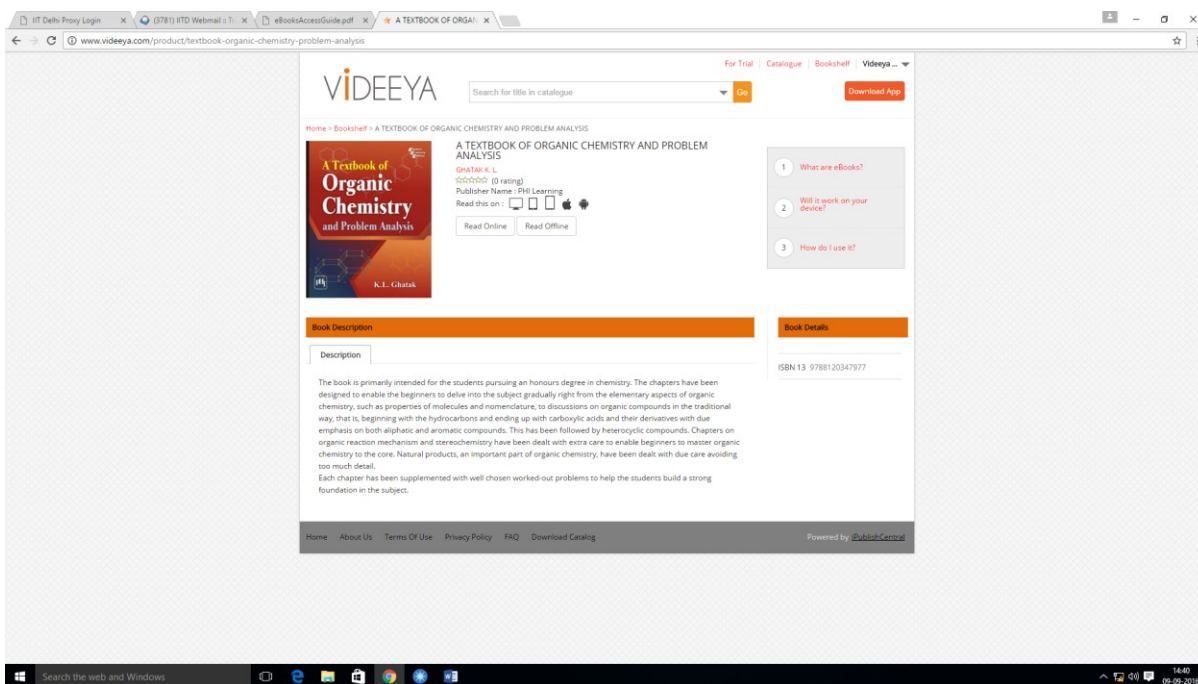 IIT Delhi Proxy Login
(3781) IITD Webmail :: Tr
eBooksAccessGuide.pdf
A TEXTBOOK OF ORGAN
www.videeya.com/product/textbook-organic-chemistry-problem-analysis
For Trial Catalogue Bookshelf Videeya ...
VIDEEYA
Search for title in catalogue Go
Download App
Home > Bookshelf > A TEXTBOOK OF ORGANIC CHEMISTRY AND PROBLEM ANALYSIS
A Textbook of
Organic
Chemistry
and Problem Analysis
K.L. Ghatak
A TEXTBOOK OF ORGANIC CHEMISTRY AND PROBLEM
ANALYSIS
GHATAK K. L.
(0 rating)
Publisher Name : PHI Learning
Read this on :
Read Online Read Offline
1 What are eBooks?
2 Will it work on your
device?
3 How do I use it?
Book Description
Description
The book is primarily intended for the students pursuing an honours degree in chemistry. The chapters have been
designed to enable the beginners to delve into the subject gradually right from the elementary aspects of organic
chemistry, such as properties of molecules and nomenclature, to discussions on organic compounds in the traditional
way, that is, beginning with the hydrocarbons and ending up with carboxylic acids and their derivatives with due
emphasis on both aliphatic and aromatic compounds. This has been followed by heterocyclic compounds. Chapters on
organic reaction mechanism and stereochemistry have been dealt with extra care to enable beginners to master organic
chemistry to the core. Natural products, an important part of organic chemistry, have been dealt with due care avoiding
too much detail.
Each chapter has been supplemented with well chosen worked-out problems to help the students build a strong
foundation in the subject.
Book Details
ISBN 13 9788120347977
Home About Us Terms Of Use Privacy Policy FAQ Download Catalog
Powered by iPublishCentral
Search the web and Windows
14:40
09-09-2016